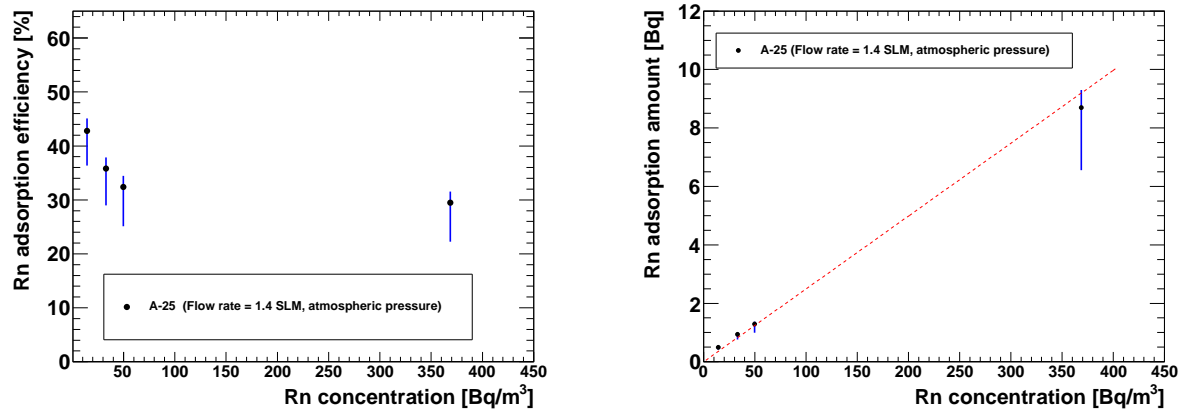 Rn adsorption efficiency [%]
60
50
40
30
20
10
0
A-25 (Flow rate = 1.4 SLM, atmospheric pressure)
50 100 150 200 250 300 350 400 450
Rn concentration [Bq/m³]
Rn adsorption amount [Bq]
12
10
8
6
4
2
0
A-25 (Flow rate = 1.4 SLM, atmospheric pressure)
0 50 100 150 200 250 300 350 400 450
Rn concentration [Bq/m³]